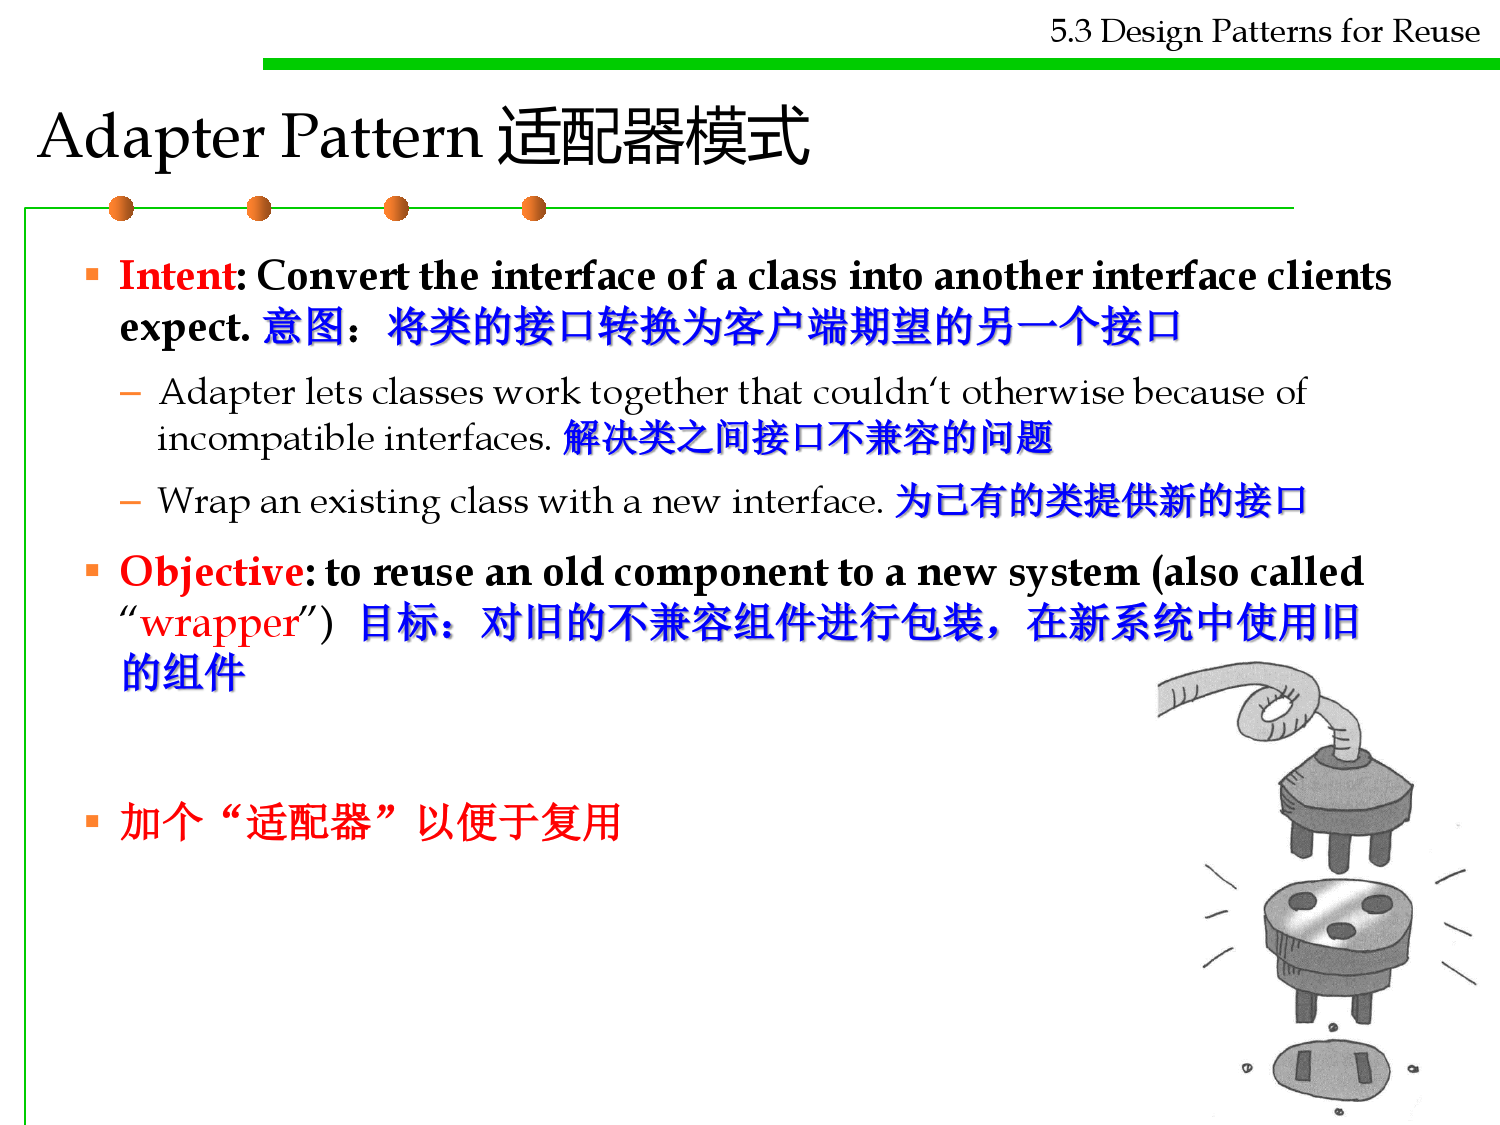 5.3 Design Patterns for Reuse
Adapter Pattern 适配器模式
Intent: Convert the interface of a class into another interface clients
expect. 意图：将类的接口转换为客户端期望的另一个接口
– Adapter lets classes work together that couldn‘t otherwise because of
incompatible interfaces. 解决类之间接口不兼容的问题
– Wrap an existing class with a new interface. 为已有的类提供新的接口
Objective: to reuse an old component to a new system (also called
“wrapper”) 目标：对旧的不兼容组件进行包装，在新系统中使用旧
的组件
加个“适配器”以便于复用